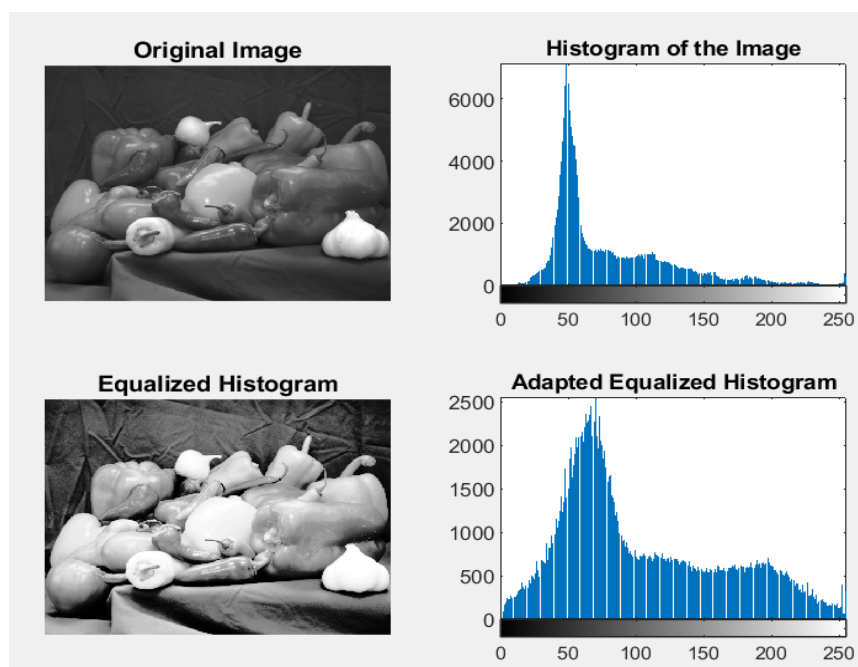 Original Image
Histogram of the Image
6000
4000
2000
0
0 50 100 150 200 250
Equalized Histogram
Adapted Equalized Histogram
2500
2000
1500
1000
500
0
0 50 100 150 200 250